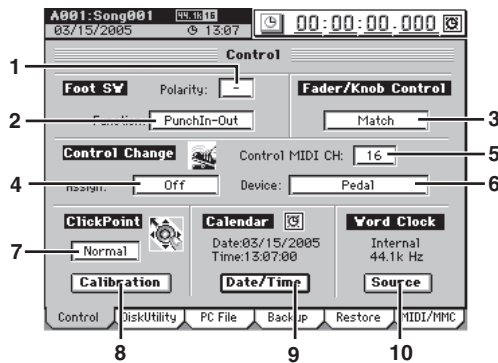 A001:Song001 44.1k 16 00:00:00.000
03/15/2005 13:07
Control
1
Foot SW Polarity: - Fader/Knob Control
2 Function: PunchIn-Out Match 3
Control Change Control MIDI CH: 16 5
4 Assign: Off Device: Pedal 6
ClickPoint Calendar Word Clock
Date:03/15/2005 Internal
7 Normal Time:13:07:00 44.1k Hz
Calibration Date/Time Source
Control DiskUtility PC File Backup Restore MIDI/MMC
8 9 10